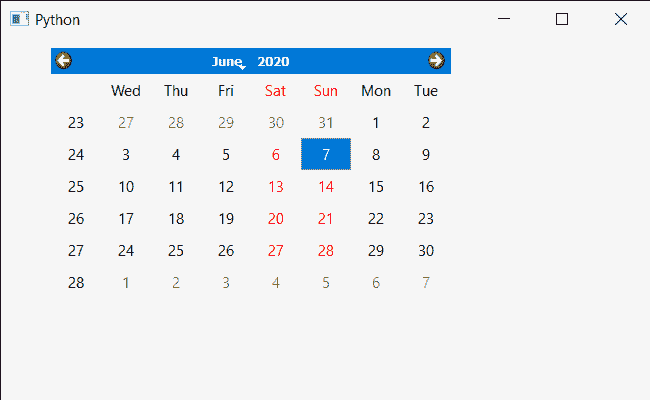 Python
June 2020
Wed Thu Fri Sat Sun Mon Tue
23 27 28 29 30 31 1 2
24 3 4 5 6 7 8 9
25 10 11 12 13 14 15 16
26 17 18 19 20 21 22 23
27 24 25 26 27 28 29 30
28 1 2 3 4 5 6 7